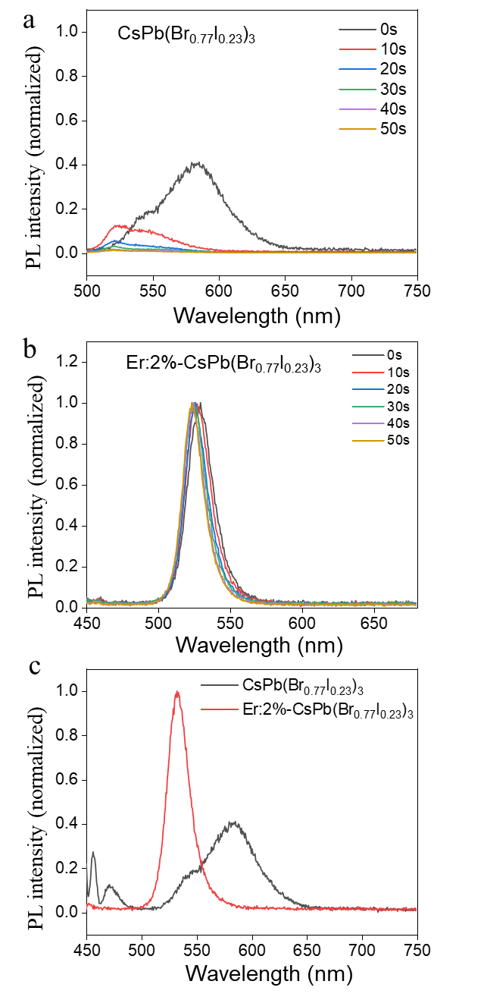 a
CsPb(Br0.77I0.23)3
0s
10s
20s
30s
40s
50s
1.0
0.8
0.6
0.4
0.2
0.0
PL intensity (normalized)
500 550 600 650 700 750
Wavelength (nm)
b
Er:2%-CsPb(Br0.77I0.23)3
0s
10s
20s
30s
40s
50s
1.2
1.0
0.8
0.6
0.4
0.2
0.0
PL intensity (normalized)
450 500 550 600 650
Wavelength (nm)
c
CsPb(Br0.77I0.23)3
Er:2%-CsPb(Br0.77I0.23)3
1.0
0.8
0.6
0.4
0.2
0.0
PL intensity (normalized)
450 500 550 600 650 700 750
Wavelength (nm)